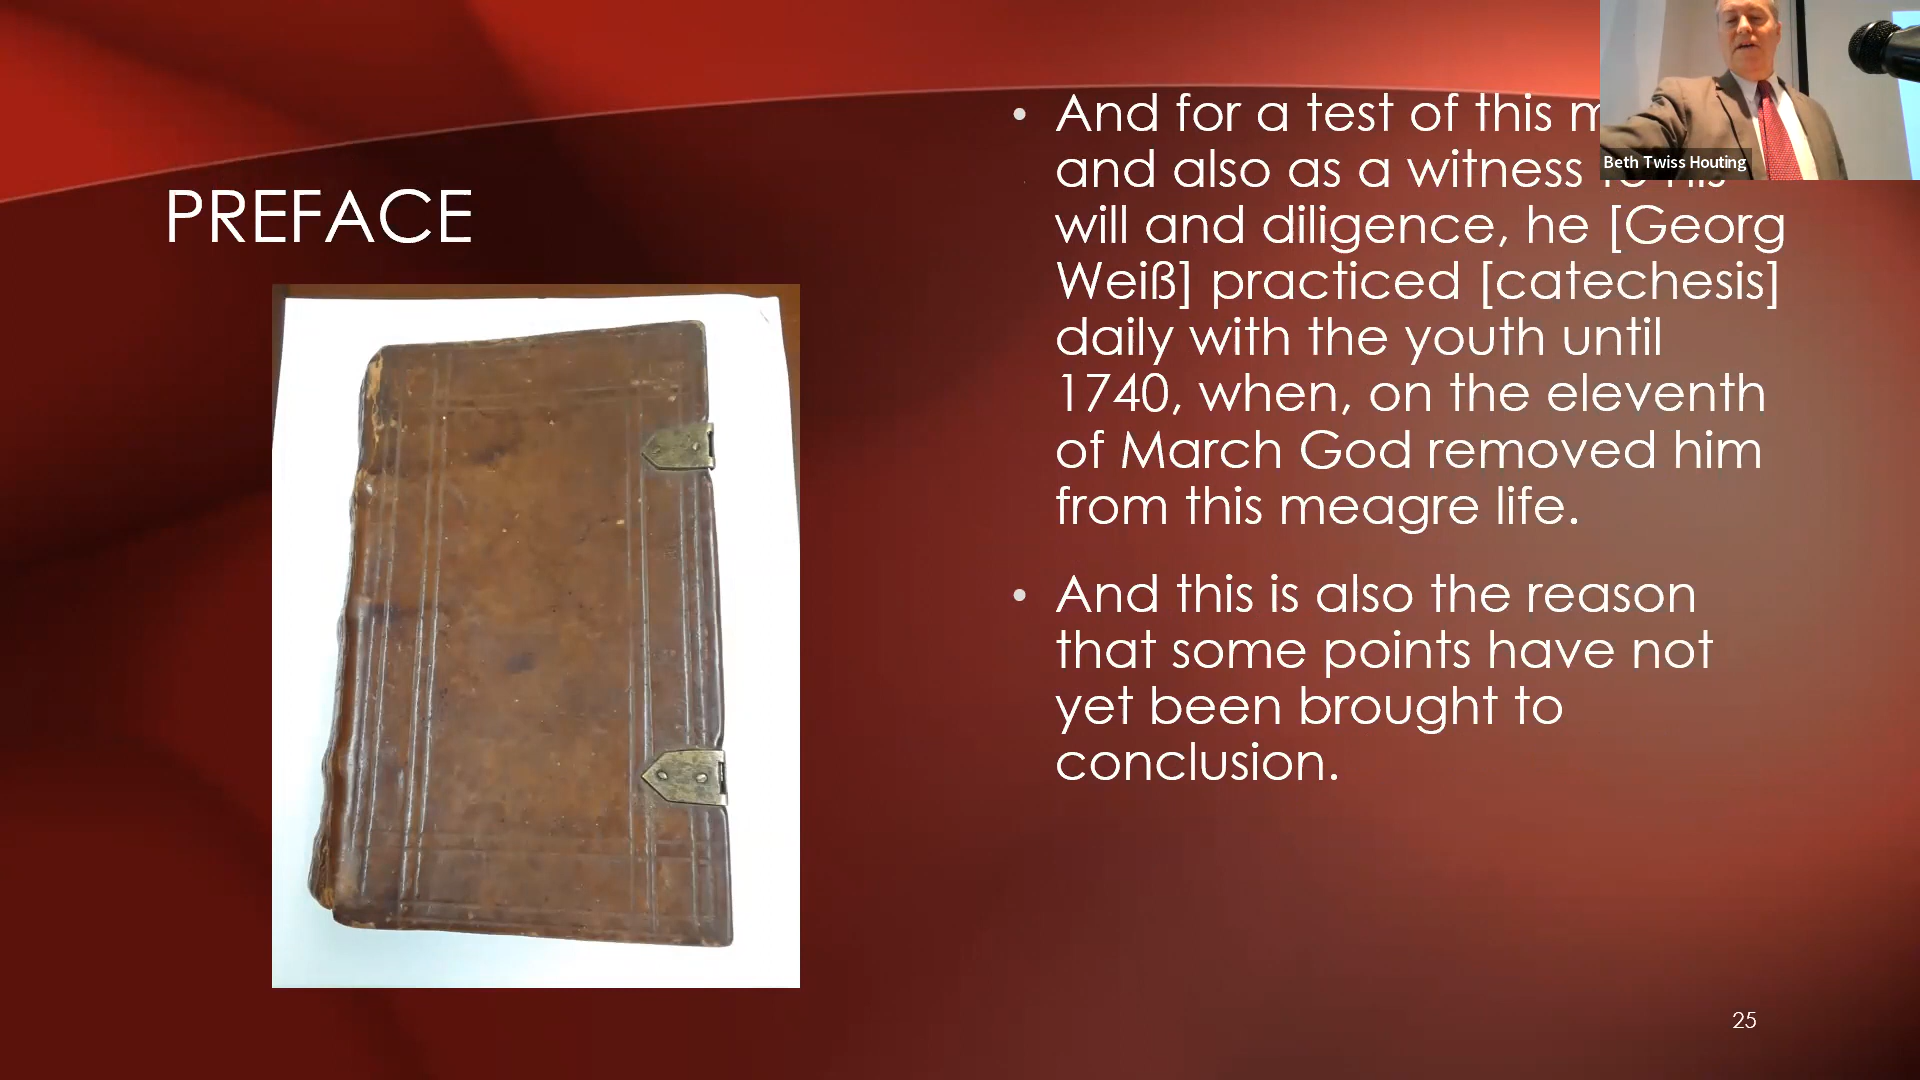 PREFACE
• And for a test of this
and also as a witness to his
will and diligence, he [Georg
Weiß] practiced [catechesis]
daily with the youth until
1740, when, on the eleventh
of March God removed him
from this meagre life.
• And this is also the reason
that some points have not
yet been brought to
conclusion.
Beth Twiss Houting
25